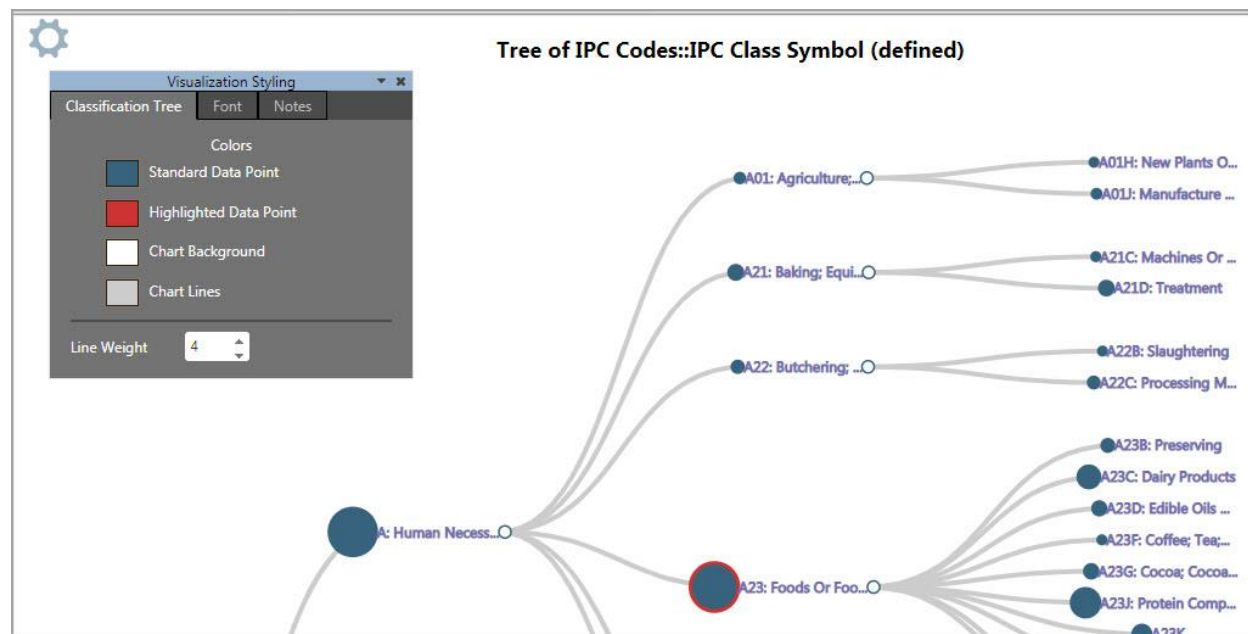 Tree of IPC Codes::IPC Class Symbol (defined)
Visualization Styling
Classification Tree
Font
Notes
Colors
Standard Data Point
Highlighted Data Point
Chart Background
Chart Lines
Line Weight
4
A01: Agriculture;...
A01H: New Plants O...
A01J: Manufacture ...
A21: Baking; Equi...
A21C: Machines Or ...
A21D: Treatment
A22: Butchering; ...
A22B: Slaughtering
A22C: Processing M...
A: Human Necess...
A23: Foods Or Foo...
A23B: Preserving
A23C: Dairy Products
A23D: Edible Oils ...
A23F: Coffee; Tea;...
A23G: Cocoa; Cocoa...
A23J: Protein Comp...
A23K